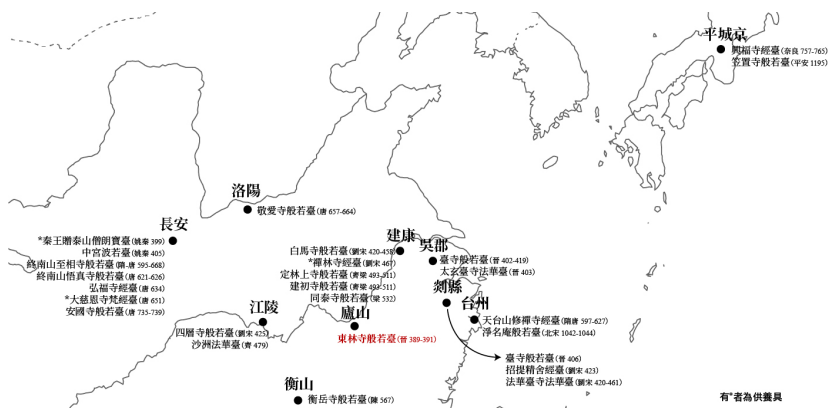 平城京
興福寺經臺(奈良 757-765)
笠置寺般若臺(平安 1195)
洛陽
敬愛寺般若臺(唐 657-664)
長安
*秦王贈泰山僧朗寶臺(姚秦 399)
中宮波若臺(姚秦 405)
終南山至相寺般若臺(隋-唐 595-668)
終南山悟真寺般若臺(唐 621-626)
弘福寺經臺(唐 634)
*大慈恩寺梵經臺(唐 651)
安國寺般若臺(唐 735-739)
建康
白馬寺般若臺(劉宋 420-458)
*禪林寺經臺(劉宋 467)
定林上寺般若臺(齊梁 493-511)
建初寺般若臺(齊梁 493-511)
同泰寺般若臺(梁 532)
吳郡
臺寺般若臺(晉 402-419)
太玄臺寺法華臺(晉 403)
剡縣
臺寺般若臺(晉 406)
招提精舍經臺(劉宋 423)
法華臺寺法華臺(劉宋 420-461)
台州
天台山修禪寺經臺(隋唐 597-627)
淨名庵般若臺(北宋 1042-1044)
江陵
四層寺般若臺(劉宋 425)
沙洲法華臺(齊 479)
廬山
東林寺般若臺(晉 389-391)
衡山
衡岳寺般若臺(陳 567)
有*者為供養具